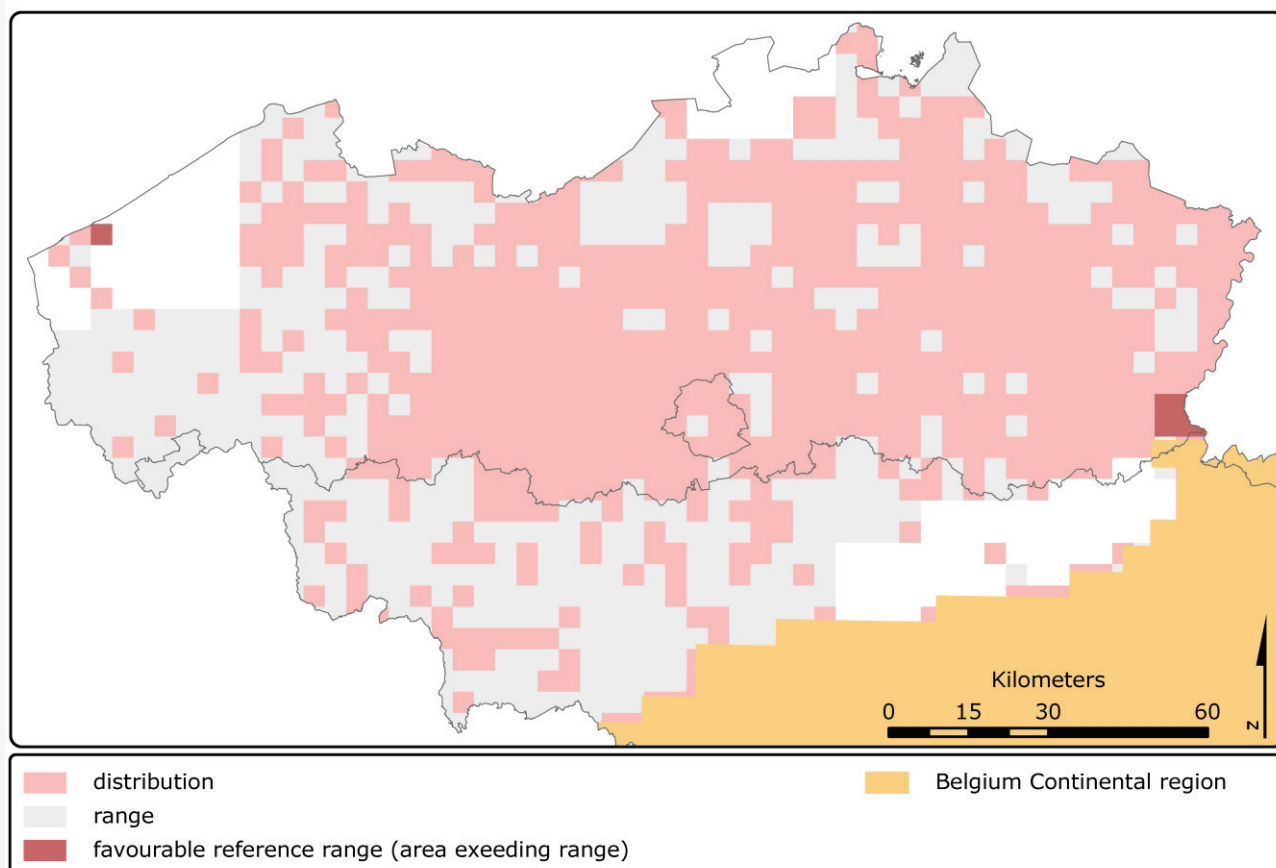 Kilometers
0 15 30 60
N
distribution
range
favourable reference range (area exeeding range)
Belgium Continental region